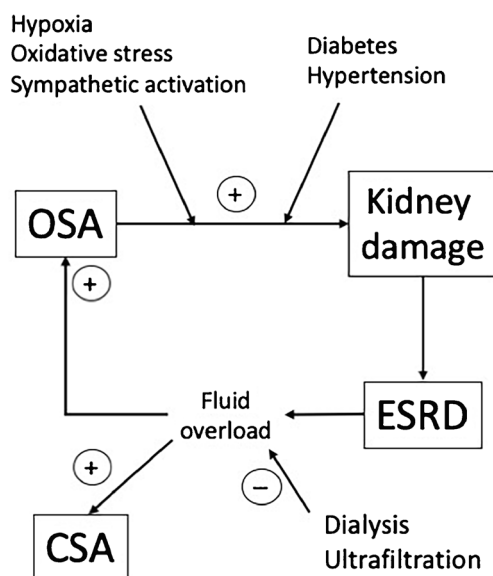 Hypoxia
Oxidative stress
Sympathetic activation
Diabetes
Hypertension
+
OSA
Kidney
damage
+
Fluid
overload
ESRD
+
−
CSA
Dialysis
Ultrafiltration